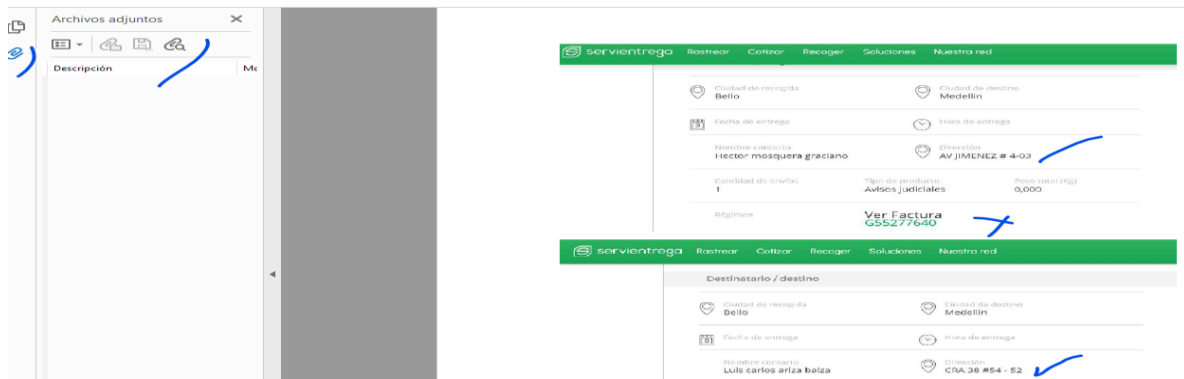 Archivos adjuntos
Descripción Mc
servientrega Rastrear Cotizar Recoger Soluciones Nuestra red
Ciudad de recogida Ciudad de destino
Bello Medellin
Fecha de entrega Hora de entrega
Nombre contacto Dirección
Hector mosquera graciano AV JIMENEZ # 4-03
Cantidad de envíos Tipo de producto Peso total (Kg)
1 Avisos judiciales 0,000
Régimen Ver Factura
G55277640
servientrega Rastrear Cotizar Recoger Soluciones Nuestra red
Destinatario / destino
Ciudad de recogida Ciudad de destino
Bello Medellin
Fecha de entrega Hora de entrega
Nombre contacto Dirección
Luis carlos ariza balza CRA 38 #54 - 52